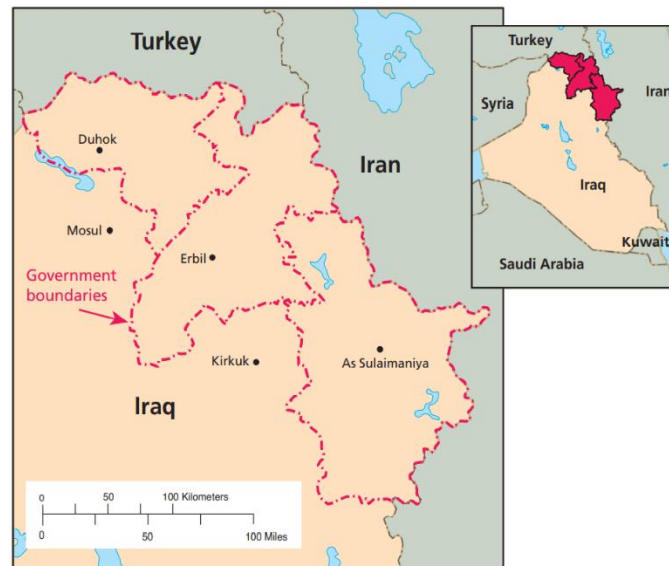 Turkey
Duhok
Iran
Mosul
Erbil
Government
boundaries
Kirkuk
As Sulaimaniya
Iraq
0 50 100 Kilometers
0 50 100 Miles
Turkey
Iran
Syria
Iraq
Kuwait
Saudi Arabia